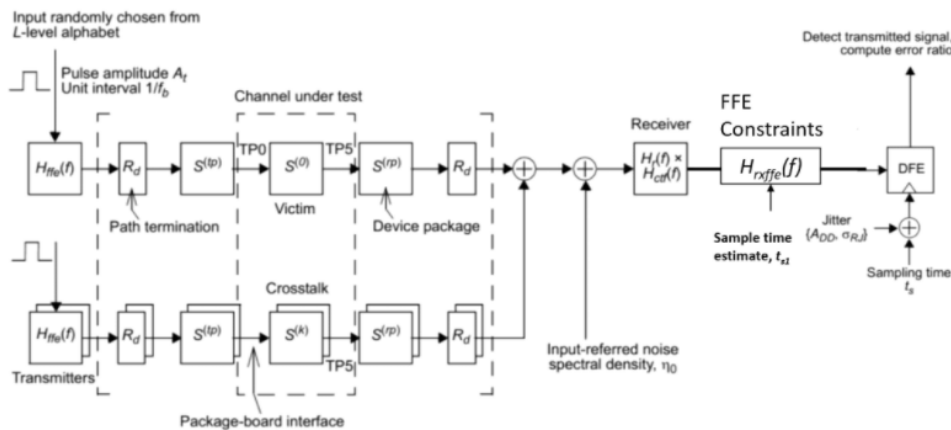 Input randomly chosen from
L-level alphabet
Pulse amplitude Aₜ
Unit interval 1/f_b
Detect transmitted signal,
compute error ratio
Channel under test
FFE
Constraints
Receiver
H_ffe(f)
R_d
S^(tp)
TP0
S^(0)
TP5
S^(rp)
R_d
H_r(f) ×
H_ctf(f)
H_rxffe(f)
DFE
Path termination
Victim
Device package
Sample time
estimate, t_s1
Jitter
{A_DD, σ_RJ}
Sampling time
t_s
Crosstalk
H_ffe(f)
R_d
S^(tp)
S^(k)
TP5
S^(rp)
R_d
Transmitters
Input-referred noise
spectral density, η₀
Package-board interface